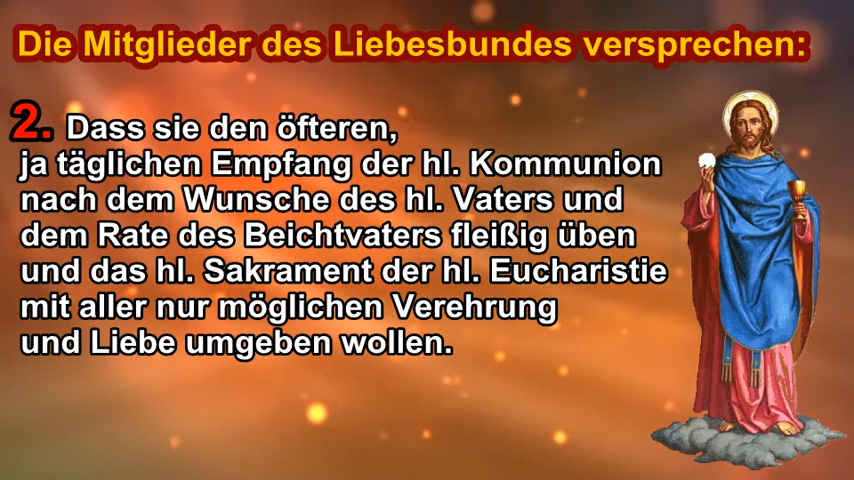 Die Mitglieder des Liebesbundes versprechen:
2. Dass sie den öfteren,
ja täglichen Empfang der hl. Kommunion
nach dem Wunsche des hl. Vaters und
dem Rate des Beichtvaters fleißig üben
und das hl. Sakrament der hl. Eucharistie
mit aller nur möglichen Verehrung
und Liebe umgeben wollen.